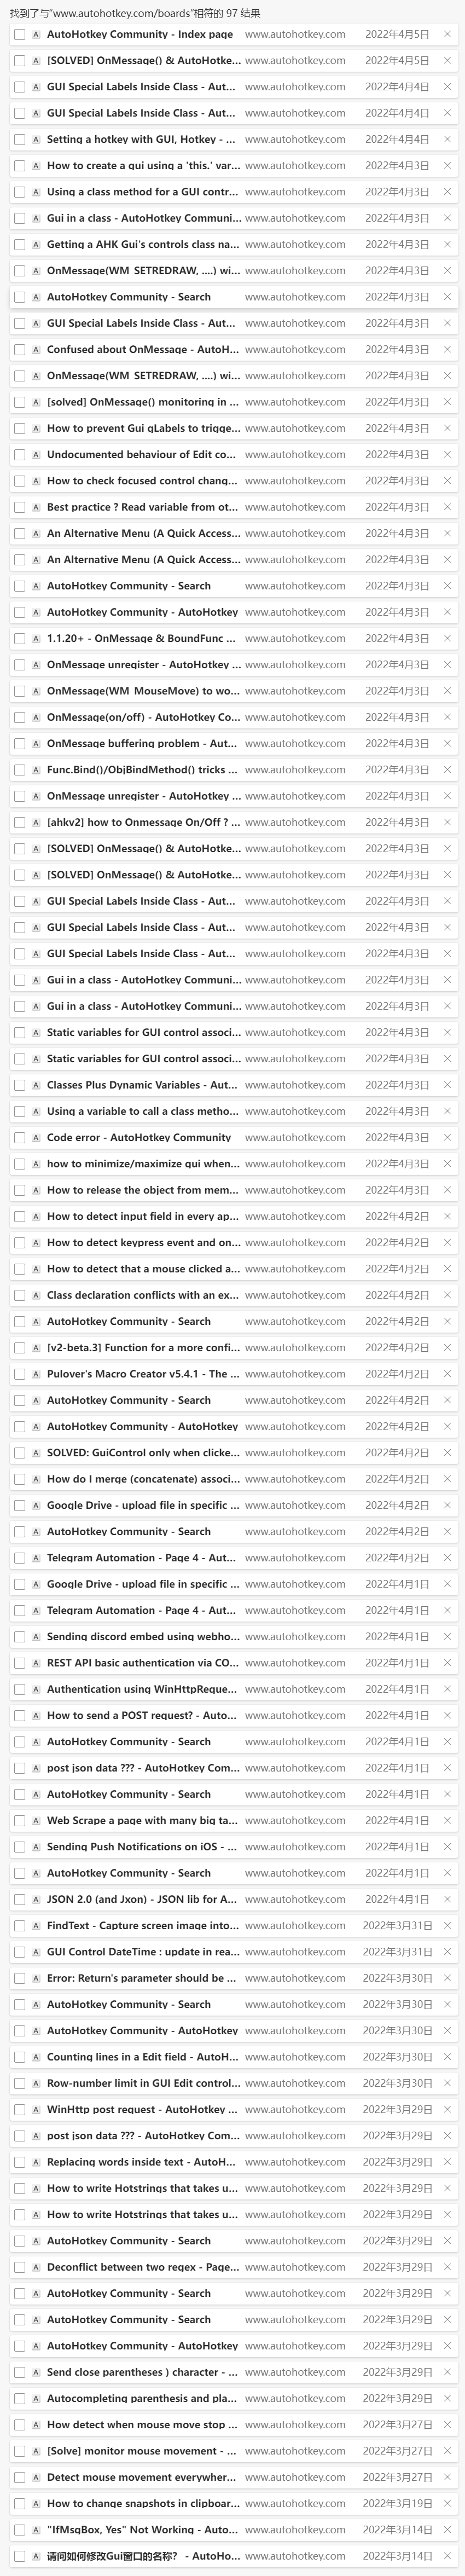 找到了与"www.autohotkey.com/boards"相符的 97 结果
AutoHotkey Community - Index page www.autohotkey.com 2022年4月5日
[SOLVED] OnMessage() & AutoHotke... www.autohotkey.com 2022年4月5日
GUI Special Labels Inside Class - Aut... www.autohotkey.com 2022年4月4日
GUI Special Labels Inside Class - Aut... www.autohotkey.com 2022年4月4日
Setting a hotkey with GUI, Hotkey - ... www.autohotkey.com 2022年4月4日
How to create a gui using a 'this.' var... www.autohotkey.com 2022年4月3日
Using a class method for a GUI contr... www.autohotkey.com 2022年4月3日
Gui in a class - AutoHotkey Communi... www.autohotkey.com 2022年4月3日
Getting a AHK Gui's controls class na... www.autohotkey.com 2022年4月3日
OnMessage(WM_SETREDRAW, ....) wi... www.autohotkey.com 2022年4月3日
AutoHotkey Community - Search www.autohotkey.com 2022年4月3日
GUI Special Labels Inside Class - Aut... www.autohotkey.com 2022年4月3日
Confused about OnMessage - AutoH... www.autohotkey.com 2022年4月3日
OnMessage(WM_SETREDRAW, ....) wi... www.autohotkey.com 2022年4月3日
[solved] OnMessage() monitoring in ... www.autohotkey.com 2022年4月3日
How to prevent Gui gLabels to trigge... www.autohotkey.com 2022年4月3日
Undocumented behaviour of Edit co... www.autohotkey.com 2022年4月3日
How to check focused control chang... www.autohotkey.com 2022年4月3日
Best practice ? Read variable from ot... www.autohotkey.com 2022年4月3日
An Alternative Menu (A Quick Access... www.autohotkey.com 2022年4月3日
An Alternative Menu (A Quick Access... www.autohotkey.com 2022年4月3日
AutoHotkey Community - Search www.autohotkey.com 2022年4月3日
AutoHotkey Community - AutoHotkey www.autohotkey.com 2022年4月3日
1.1.20+ - OnMessage & BoundFunc ... www.autohotkey.com 2022年4月3日
OnMessage unregister - AutoHotkey ... www.autohotkey.com 2022年4月3日
OnMessage(WM_MouseMove) to wo... www.autohotkey.com 2022年4月3日
OnMessage(on/off) - AutoHotkey Co... www.autohotkey.com 2022年4月3日
OnMessage buffering problem - Aut... www.autohotkey.com 2022年4月3日
Func.Bind()/ObjBindMethod() tricks ... www.autohotkey.com 2022年4月3日
OnMessage unregister - AutoHotkey ... www.autohotkey.com 2022年4月3日
[ahkv2] how to Onmessage On/Off ? ... www.autohotkey.com 2022年4月3日
[SOLVED] OnMessage() & AutoHotke... www.autohotkey.com 2022年4月3日
[SOLVED] OnMessage() & AutoHotke... www.autohotkey.com 2022年4月3日
GUI Special Labels Inside Class - Aut... www.autohotkey.com 2022年4月3日
GUI Special Labels Inside Class - Aut... www.autohotkey.com 2022年4月3日
GUI Special Labels Inside Class - Aut... www.autohotkey.com 2022年4月3日
Gui in a class - AutoHotkey Communi... www.autohotkey.com 2022年4月3日
Gui in a class - AutoHotkey Communi... www.autohotkey.com 2022年4月3日
Static variables for GUI control associ... www.autohotkey.com 2022年4月3日
Static variables for GUI control associ... www.autohotkey.com 2022年4月3日
Classes Plus Dynamic Variables - Aut... www.autohotkey.com 2022年4月3日
Using a variable to call a class metho... www.autohotkey.com 2022年4月3日
Code error - AutoHotkey Community www.autohotkey.com 2022年4月3日
how to minimize/maximize gui when... www.autohotkey.com 2022年4月3日
How to release the object from mem... www.autohotkey.com 2022年4月3日
How to detect input field in every ap... www.autohotkey.com 2022年4月2日
How to detect keypress event and on... www.autohotkey.com 2022年4月2日
How to detect that a mouse clicked a... www.autohotkey.com 2022年4月2日
Class declaration conflicts with an ex... www.autohotkey.com 2022年4月2日
AutoHotkey Community - Search www.autohotkey.com 2022年4月2日
[v2-beta.3] Function for a more confi... www.autohotkey.com 2022年4月2日
Pulover's Macro Creator v5.4.1 - The ... www.autohotkey.com 2022年4月2日
AutoHotkey Community - Search www.autohotkey.com 2022年4月2日
AutoHotkey Community - AutoHotkey www.autohotkey.com 2022年4月2日
SOLVED: GuiControl only when clicke... www.autohotkey.com 2022年4月2日
How do I merge (concatenate) associ... www.autohotkey.com 2022年4月2日
Google Drive - upload file in specific ... www.autohotkey.com 2022年4月2日
AutoHotkey Community - Search www.autohotkey.com 2022年4月2日
Telegram Automation - Page 4 - Aut... www.autohotkey.com 2022年4月2日
Google Drive - upload file in specific ... www.autohotkey.com 2022年4月1日
Telegram Automation - Page 4 - Aut... www.autohotkey.com 2022年4月1日
Sending discord embed using webho... www.autohotkey.com 2022年4月1日
REST API basic authentication via CO... www.autohotkey.com 2022年4月1日
Authentication using WinHttpReque... www.autohotkey.com 2022年4月1日
How to send a POST request? - Auto... www.autohotkey.com 2022年4月1日
AutoHotkey Community - Search www.autohotkey.com 2022年4月1日
post json data ??? - AutoHotkey Com... www.autohotkey.com 2022年4月1日
AutoHotkey Community - Search www.autohotkey.com 2022年4月1日
Web Scrape a page with many big ta... www.autohotkey.com 2022年4月1日
Sending Push Notifications on iOS - ... www.autohotkey.com 2022年4月1日
AutoHotkey Community - Search www.autohotkey.com 2022年4月1日
JSON 2.0 (and Jxon) - JSON lib for A... www.autohotkey.com 2022年4月1日
FindText - Capture screen image into... www.autohotkey.com 2022年3月31日
GUI Control DateTime : update in rea... www.autohotkey.com 2022年3月31日
Error: Return's parameter should be ... www.autohotkey.com 2022年3月30日
AutoHotkey Community - Search www.autohotkey.com 2022年3月30日
AutoHotkey Community - AutoHotkey www.autohotkey.com 2022年3月30日
Counting lines in a Edit field - AutoH... www.autohotkey.com 2022年3月30日
Row-number limit in GUI Edit control... www.autohotkey.com 2022年3月30日
WinHttp post request - AutoHotkey ... www.autohotkey.com 2022年3月29日
post json data ??? - AutoHotkey Com... www.autohotkey.com 2022年3月29日
Replacing words inside text - AutoH... www.autohotkey.com 2022年3月29日
How to write Hotstrings that takes u... www.autohotkey.com 2022年3月29日
How to write Hotstrings that takes u... www.autohotkey.com 2022年3月29日
AutoHotkey Community - Search www.autohotkey.com 2022年3月29日
Deconflict between two regex - Page... www.autohotkey.com 2022年3月29日
AutoHotkey Community - Search www.autohotkey.com 2022年3月29日
AutoHotkey Community - Search www.autohotkey.com 2022年3月29日
AutoHotkey Community - AutoHotkey www.autohotkey.com 2022年3月29日
Send close parentheses ) character - ... www.autohotkey.com 2022年3月29日
Autocompleting parenthesis and pla... www.autohotkey.com 2022年3月29日
How detect when mouse move stop ... www.autohotkey.com 2022年3月27日
[Solve] monitor mouse movement - ... www.autohotkey.com 2022年3月27日
Detect mouse movement everywher... www.autohotkey.com 2022年3月27日
How to change snapshots in clipboar... www.autohotkey.com 2022年3月19日
"IfMsgBox, Yes" Not Working - Auto... www.autohotkey.com 2022年3月14日
请问如何修改Gui窗口的名称? - AutoHo... www.autohotkey.com 2022年3月14日